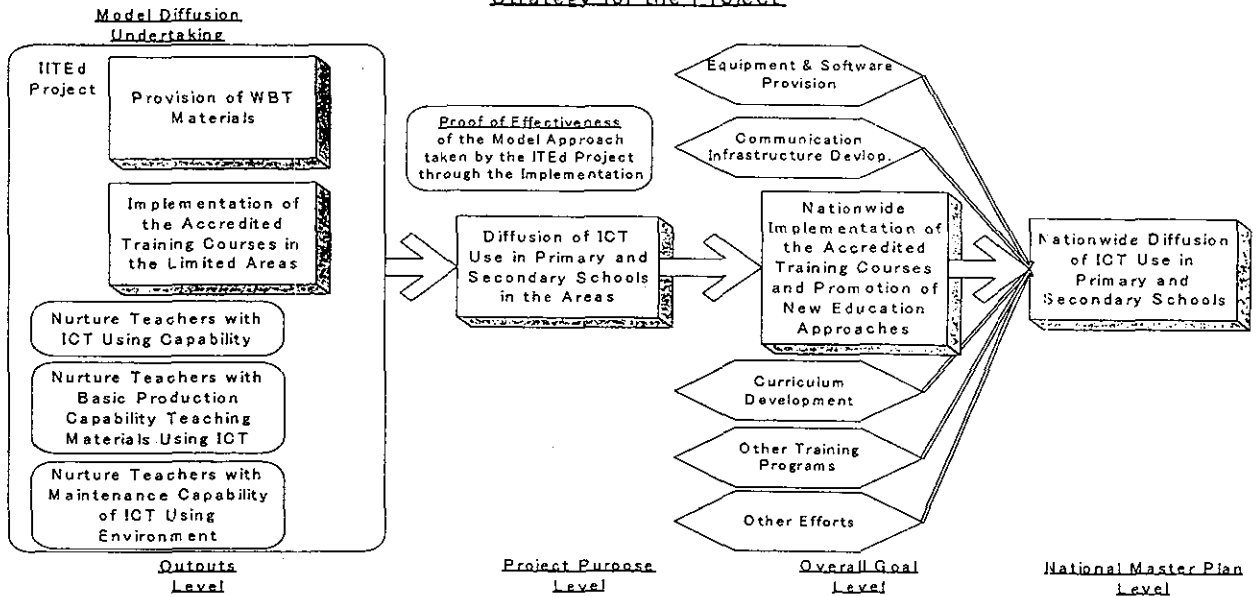 Strategy for the Project
Model Diffusion
Undertaking
IITEd
Project
Provision of WBT
Materials
Implementation of
the Accredited
Training Courses in
the Limited Areas
Nurture Teachers with
ICT Using Capability
Nurture Teachers with
Basic Production
Capability Teaching
Materials Using ICT
Nurture Teachers with
Maintenance Capability
of ICT Using
Environment
Outputs
Level
Proof of Effectiveness
of the Model Approach
taken by the ITEd Project
through the Implementation
Diffusion of ICT
Use in Primary and
Secondary Schools
in the Areas
Project Purpose
Level
Equipment & Software
Provision
Communication
Infrastructure Devlop.
Nationwide
Implementation of
the Accredited
Training Courses
and Promotion of
New Education
Approaches
Curriculum
Development
Other Training
Programs
Other Efforts
Overall Goal
Level
Nationwide Diffusion
of ICT Use in
Primary and
Secondary Schools
National Master Plan
Level